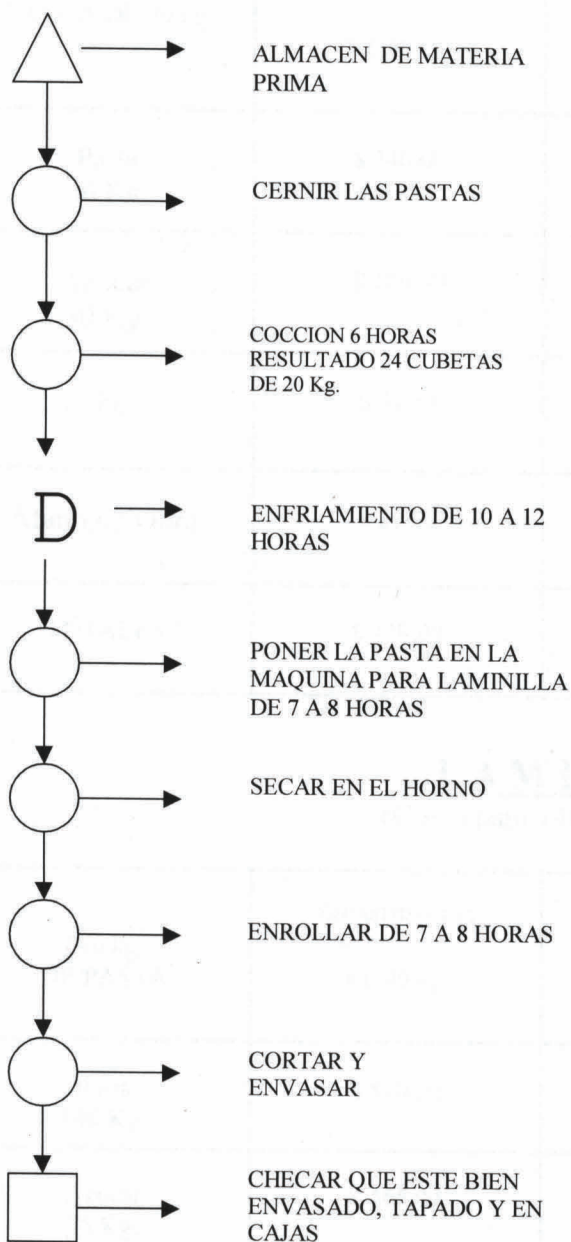 ALMACEN DE MATERIA
PRIMA
CERNIR LAS PASTAS
COCCION 6 HORAS
RESULTADO 24 CUBETAS
DE 20 Kg.
D
ENFRIAMIENTO DE 10 A 12
HORAS
PONER LA PASTA EN LA
MAQUINA PARA LAMINILLA
DE 7 A 8 HORAS
SECAR EN EL HORNO
ENROLLAR DE 7 A 8 HORAS
CORTAR Y
ENVASAR
CHECAR QUE ESTE BIEN
ENVASADO, TAPADO Y EN
CAJAS